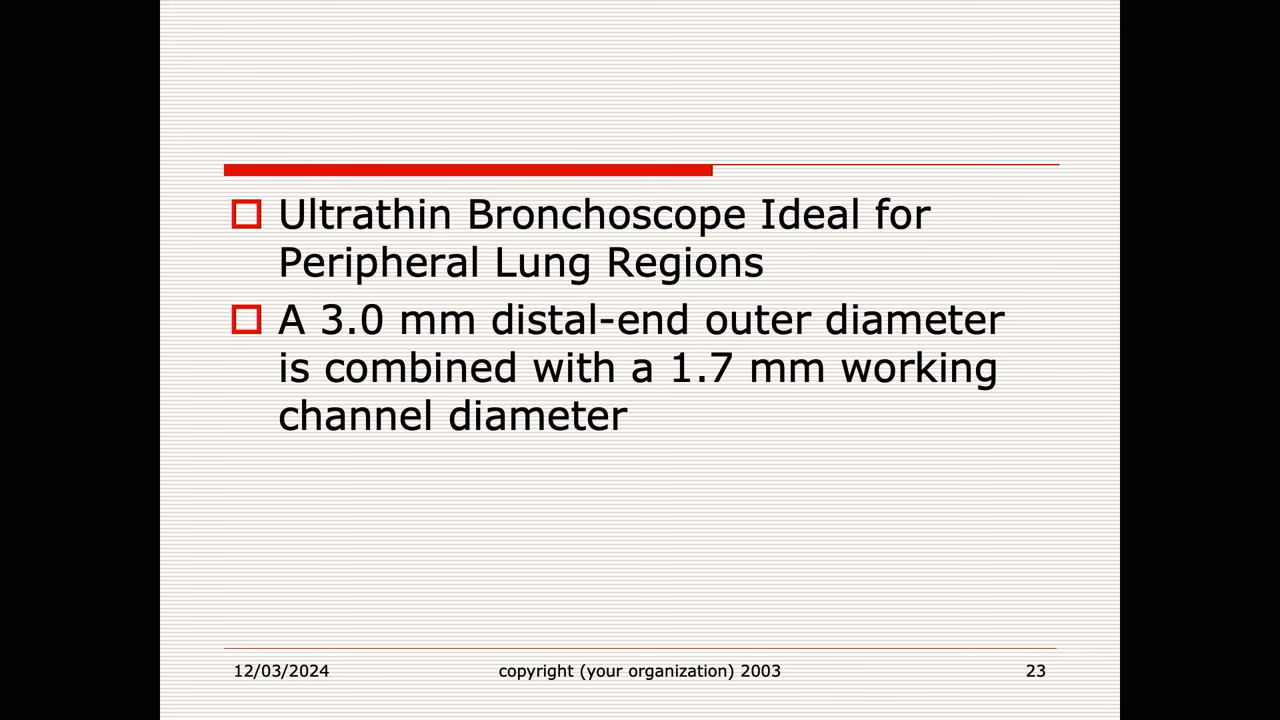 Ultrathin Bronchoscope Ideal for
Peripheral Lung Regions
A 3.0 mm distal-end outer diameter
is combined with a 1.7 mm working
channel diameter
12/03/2024
copyright (your organization) 2003
23